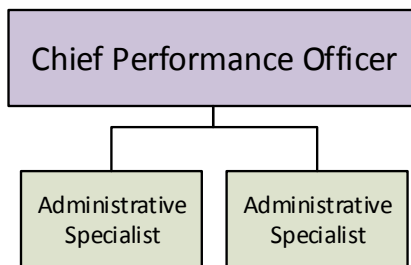 Chief Performance Officer
Administrative
Specialist
Administrative
Specialist